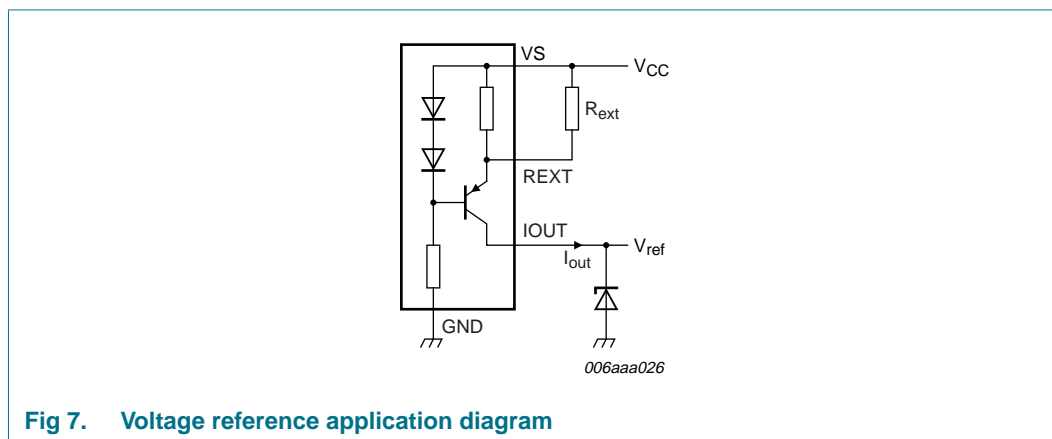 VS
VCC
Rext
REXT
IOUT
Iout
Vref
GND
006aaa026
Fig 7. Voltage reference application diagram